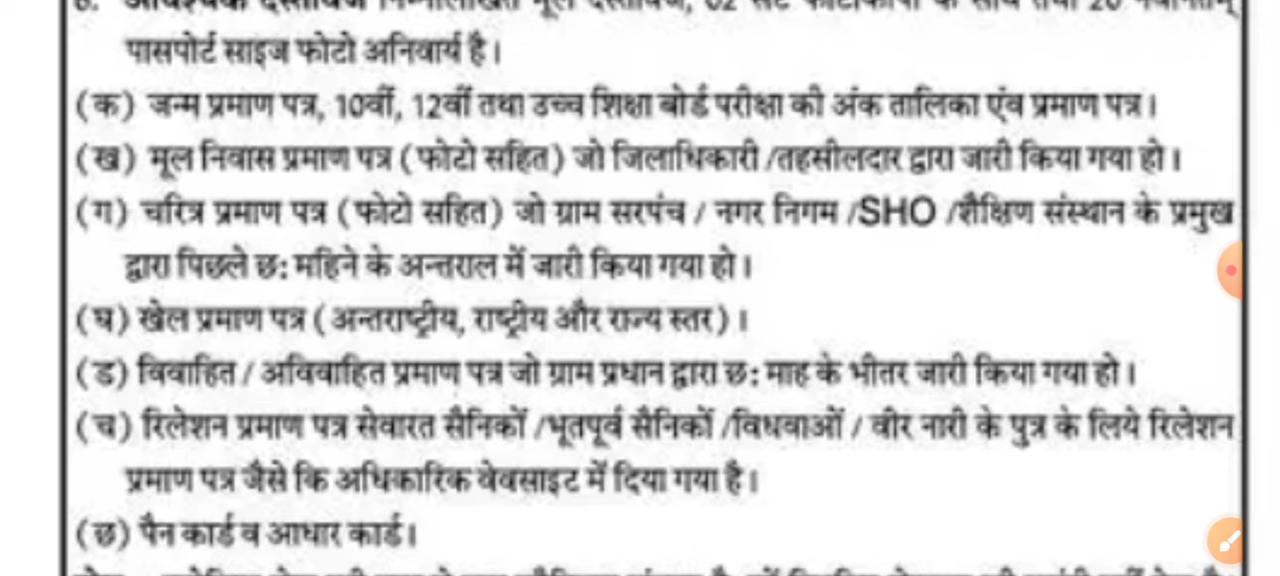 पासपोर्ट साइज फोटो अनिवार्य है।
(क) जन्म प्रमाण पत्र, 10वीं, 12वीं तथा उच्च शिक्षा बोर्ड परीक्षा की अंक तालिका एंव प्रमाण पत्र।
(ख) मूल निवास प्रमाण पत्र (फोटो सहित) जो जिलाधिकारी /तहसीलदार द्वारा जारी किया गया हो।
(ग) चरित्र प्रमाण पत्र (फोटो सहित) जो ग्राम सरपंच / नगर निगम /SHO /शैक्षिण संस्थान के प्रमुख
द्वारा पिछले छ: महिने के अन्तराल में जारी किया गया हो।
(घ) खेल प्रमाण पत्र (अन्तराष्ट्रीय, राष्ट्रीय और राज्य स्तर)।
(ड) विवाहित / अविवाहित प्रमाण पत्र जो ग्राम प्रधान द्वारा छ: माह के भीतर जारी किया गया हो।
(च) रिलेशन प्रमाण पत्र सेवारत सैनिकों /भूतपूर्व सैनिकों /विधवाओं / वीर नारी के पुत्र के लिये रिलेशन
प्रमाण पत्र जैसे कि अधिकारिक वेवसाइट में दिया गया है।
(छ) पैन कार्ड व आधार कार्ड।